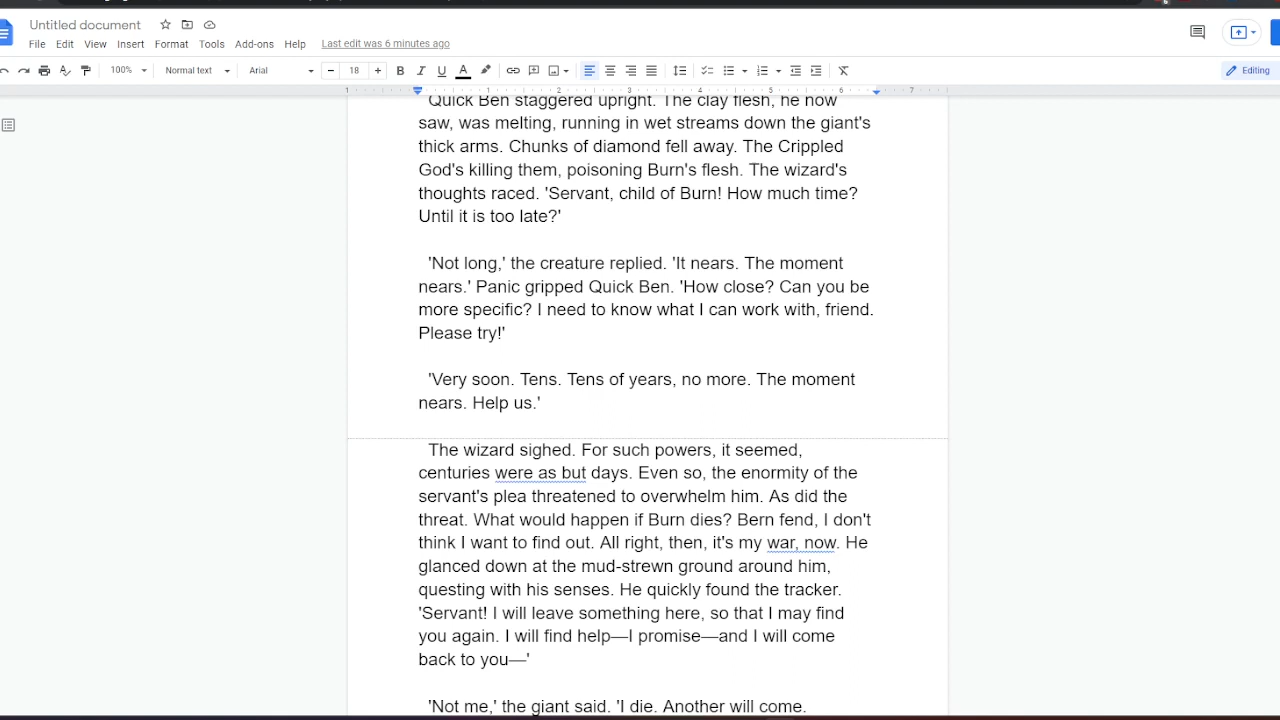 Untitled document
File Edit View Insert Format Tools Add-ons Help Last edit was 6 minutes ago
100% Normal text Arial - 18 + B I U A Editing
1 1 2 3 4 5 6 7
Quick Ben staggered upright. The clay flesh, he now
saw, was melting, running in wet streams down the giant's
thick arms. Chunks of diamond fell away. The Crippled
God's killing them, poisoning Burn's flesh. The wizard's
thoughts raced. 'Servant, child of Burn! How much time?
Until it is too late?'
'Not long,' the creature replied. 'It nears. The moment
nears.' Panic gripped Quick Ben. 'How close? Can you be
more specific? I need to know what I can work with, friend.
Please try!'
'Very soon. Tens. Tens of years, no more. The moment
nears. Help us.'
The wizard sighed. For such powers, it seemed,
centuries were as but days. Even so, the enormity of the
servant's plea threatened to overwhelm him. As did the
threat. What would happen if Burn dies? Bern fend, I don't
think I want to find out. All right, then, it's my war, now. He
glanced down at the mud-strewn ground around him,
questing with his senses. He quickly found the tracker.
'Servant! I will leave something here, so that I may find
you again. I will find help—I promise—and I will come
back to you—'
'Not me,' the giant said. 'I die. Another will come.